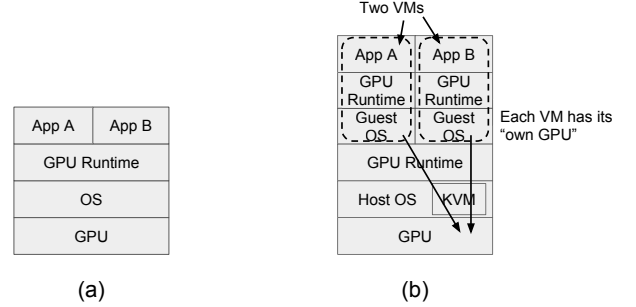 Two VMs
App A
App B
GPU
Runtime
GPU
Runtime
Guest
OS
Guest
OS
Each VM has its
“own GPU”
App A
App B
GPU Runtime
GPU Runtime
OS
Host OS
KVM
GPU
GPU
(a)
(b)